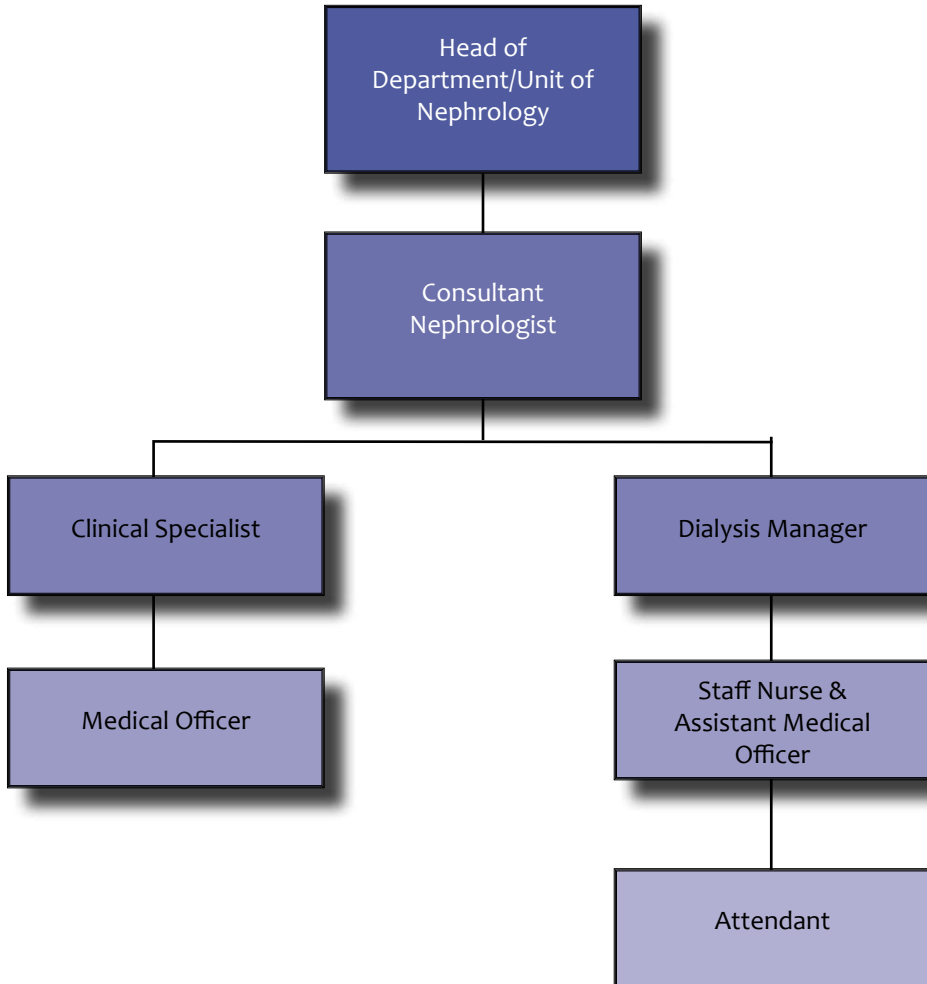 Head of
Department/Unit of
Nephrology
Consultant
Nephrologist
Clinical Specialist
Dialysis Manager
Medical Officer
Staff Nurse &
Assistant Medical
Officer
Attendant